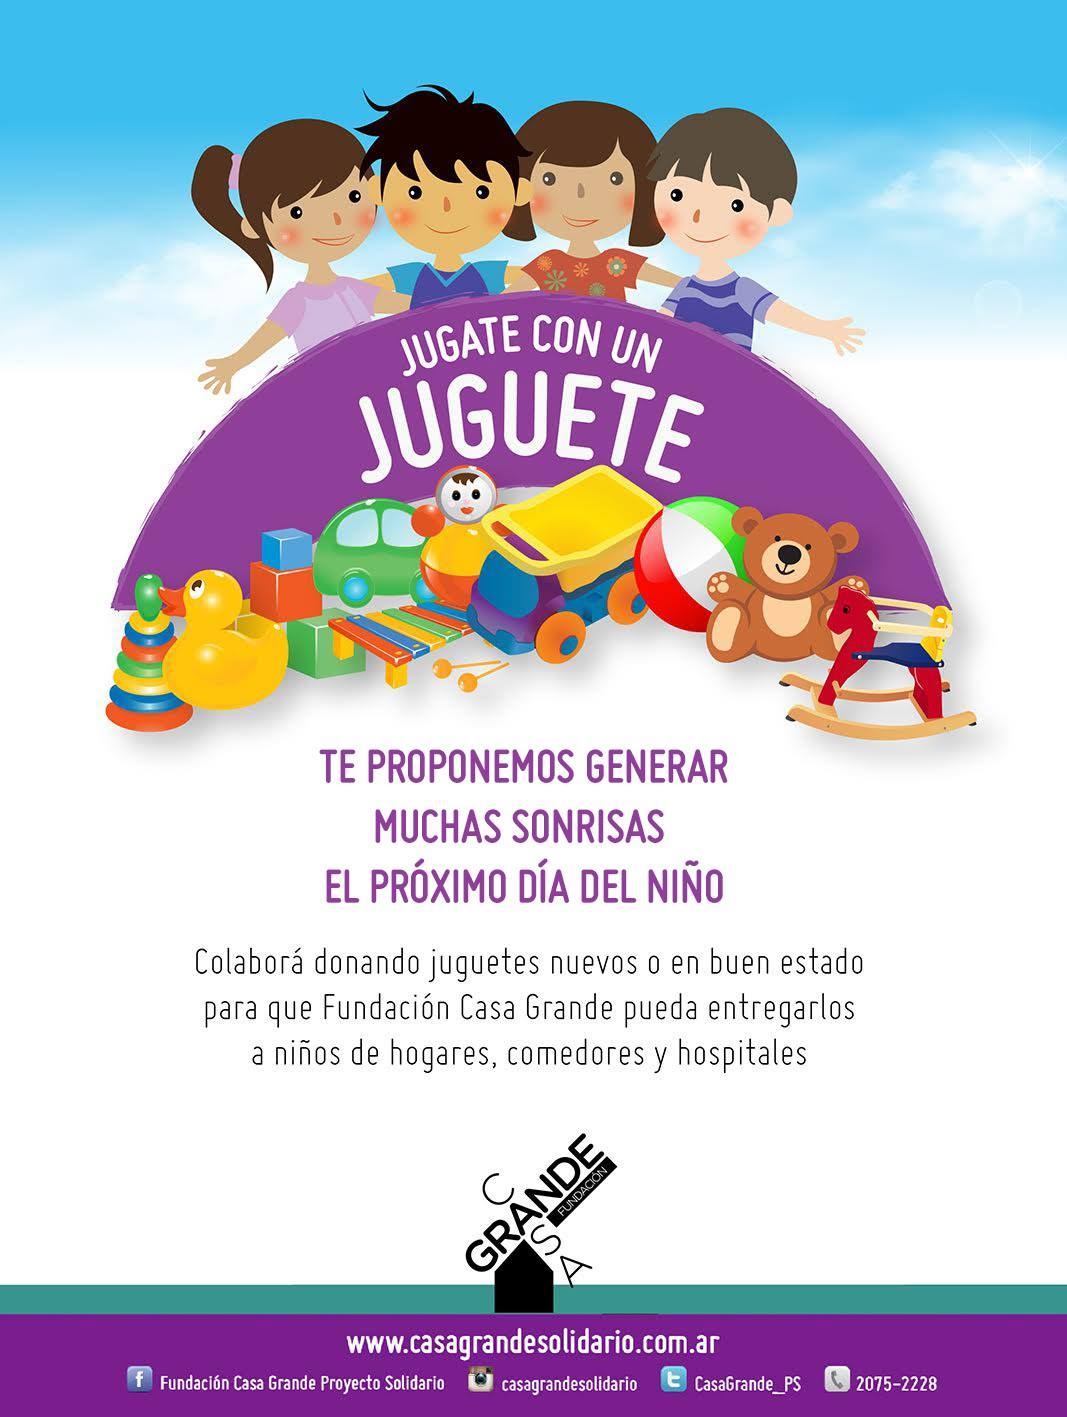 JUGATE CON UN
JUGUETE
TE PROPONEMOS GENERAR
MUCHAS SONRISAS
EL PRÓXIMO DÍA DEL NIÑO
Colaborá donando juguetes nuevos o en buen estado
para que Fundación Casa Grande pueda entregarlos
a niños de hogares, comedores y hospitales
CASA
GRANDE
FUNDACIÓN
www.casagrandesolidario.com.ar
Fundación Casa Grande Proyecto Solidario casagrandesolidario CasaGrande_PS 2075-2228